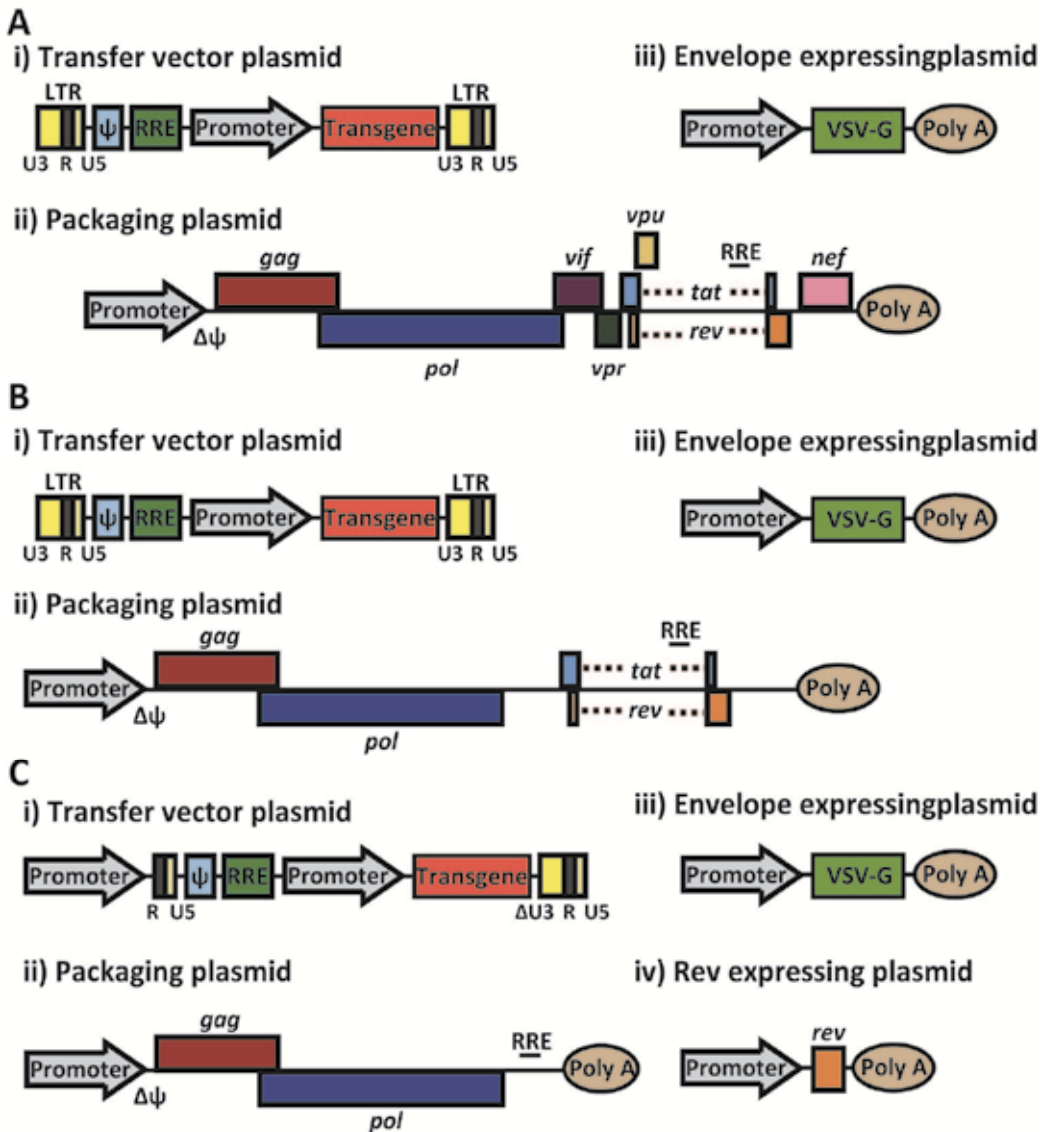 A
i) Transfer vector plasmid
iii) Envelope expressingplasmid
LTR LTR
ψ RRE Promoter Transgene
U3 R U5 U3 R U5
Promoter VSV-G Poly A
ii) Packaging plasmid
vpu
gag vif RRE nef
Promoter tat Poly A
Δψ rev
pol vpr
B
i) Transfer vector plasmid
iii) Envelope expressingplasmid
LTR LTR
ψ RRE Promoter Transgene
U3 R U5 U3 R U5
Promoter VSV-G Poly A
ii) Packaging plasmid
gag RRE
Promoter tat Poly A
Δψ rev
pol
C
i) Transfer vector plasmid
iii) Envelope expressingplasmid
Promoter ψ RRE Promoter Transgene
R U5 ΔU3 R U5
Promoter VSV-G Poly A
ii) Packaging plasmid
gag RRE
Promoter Poly A
Δψ
pol
iv) Rev expressing plasmid
rev
Promoter Poly A